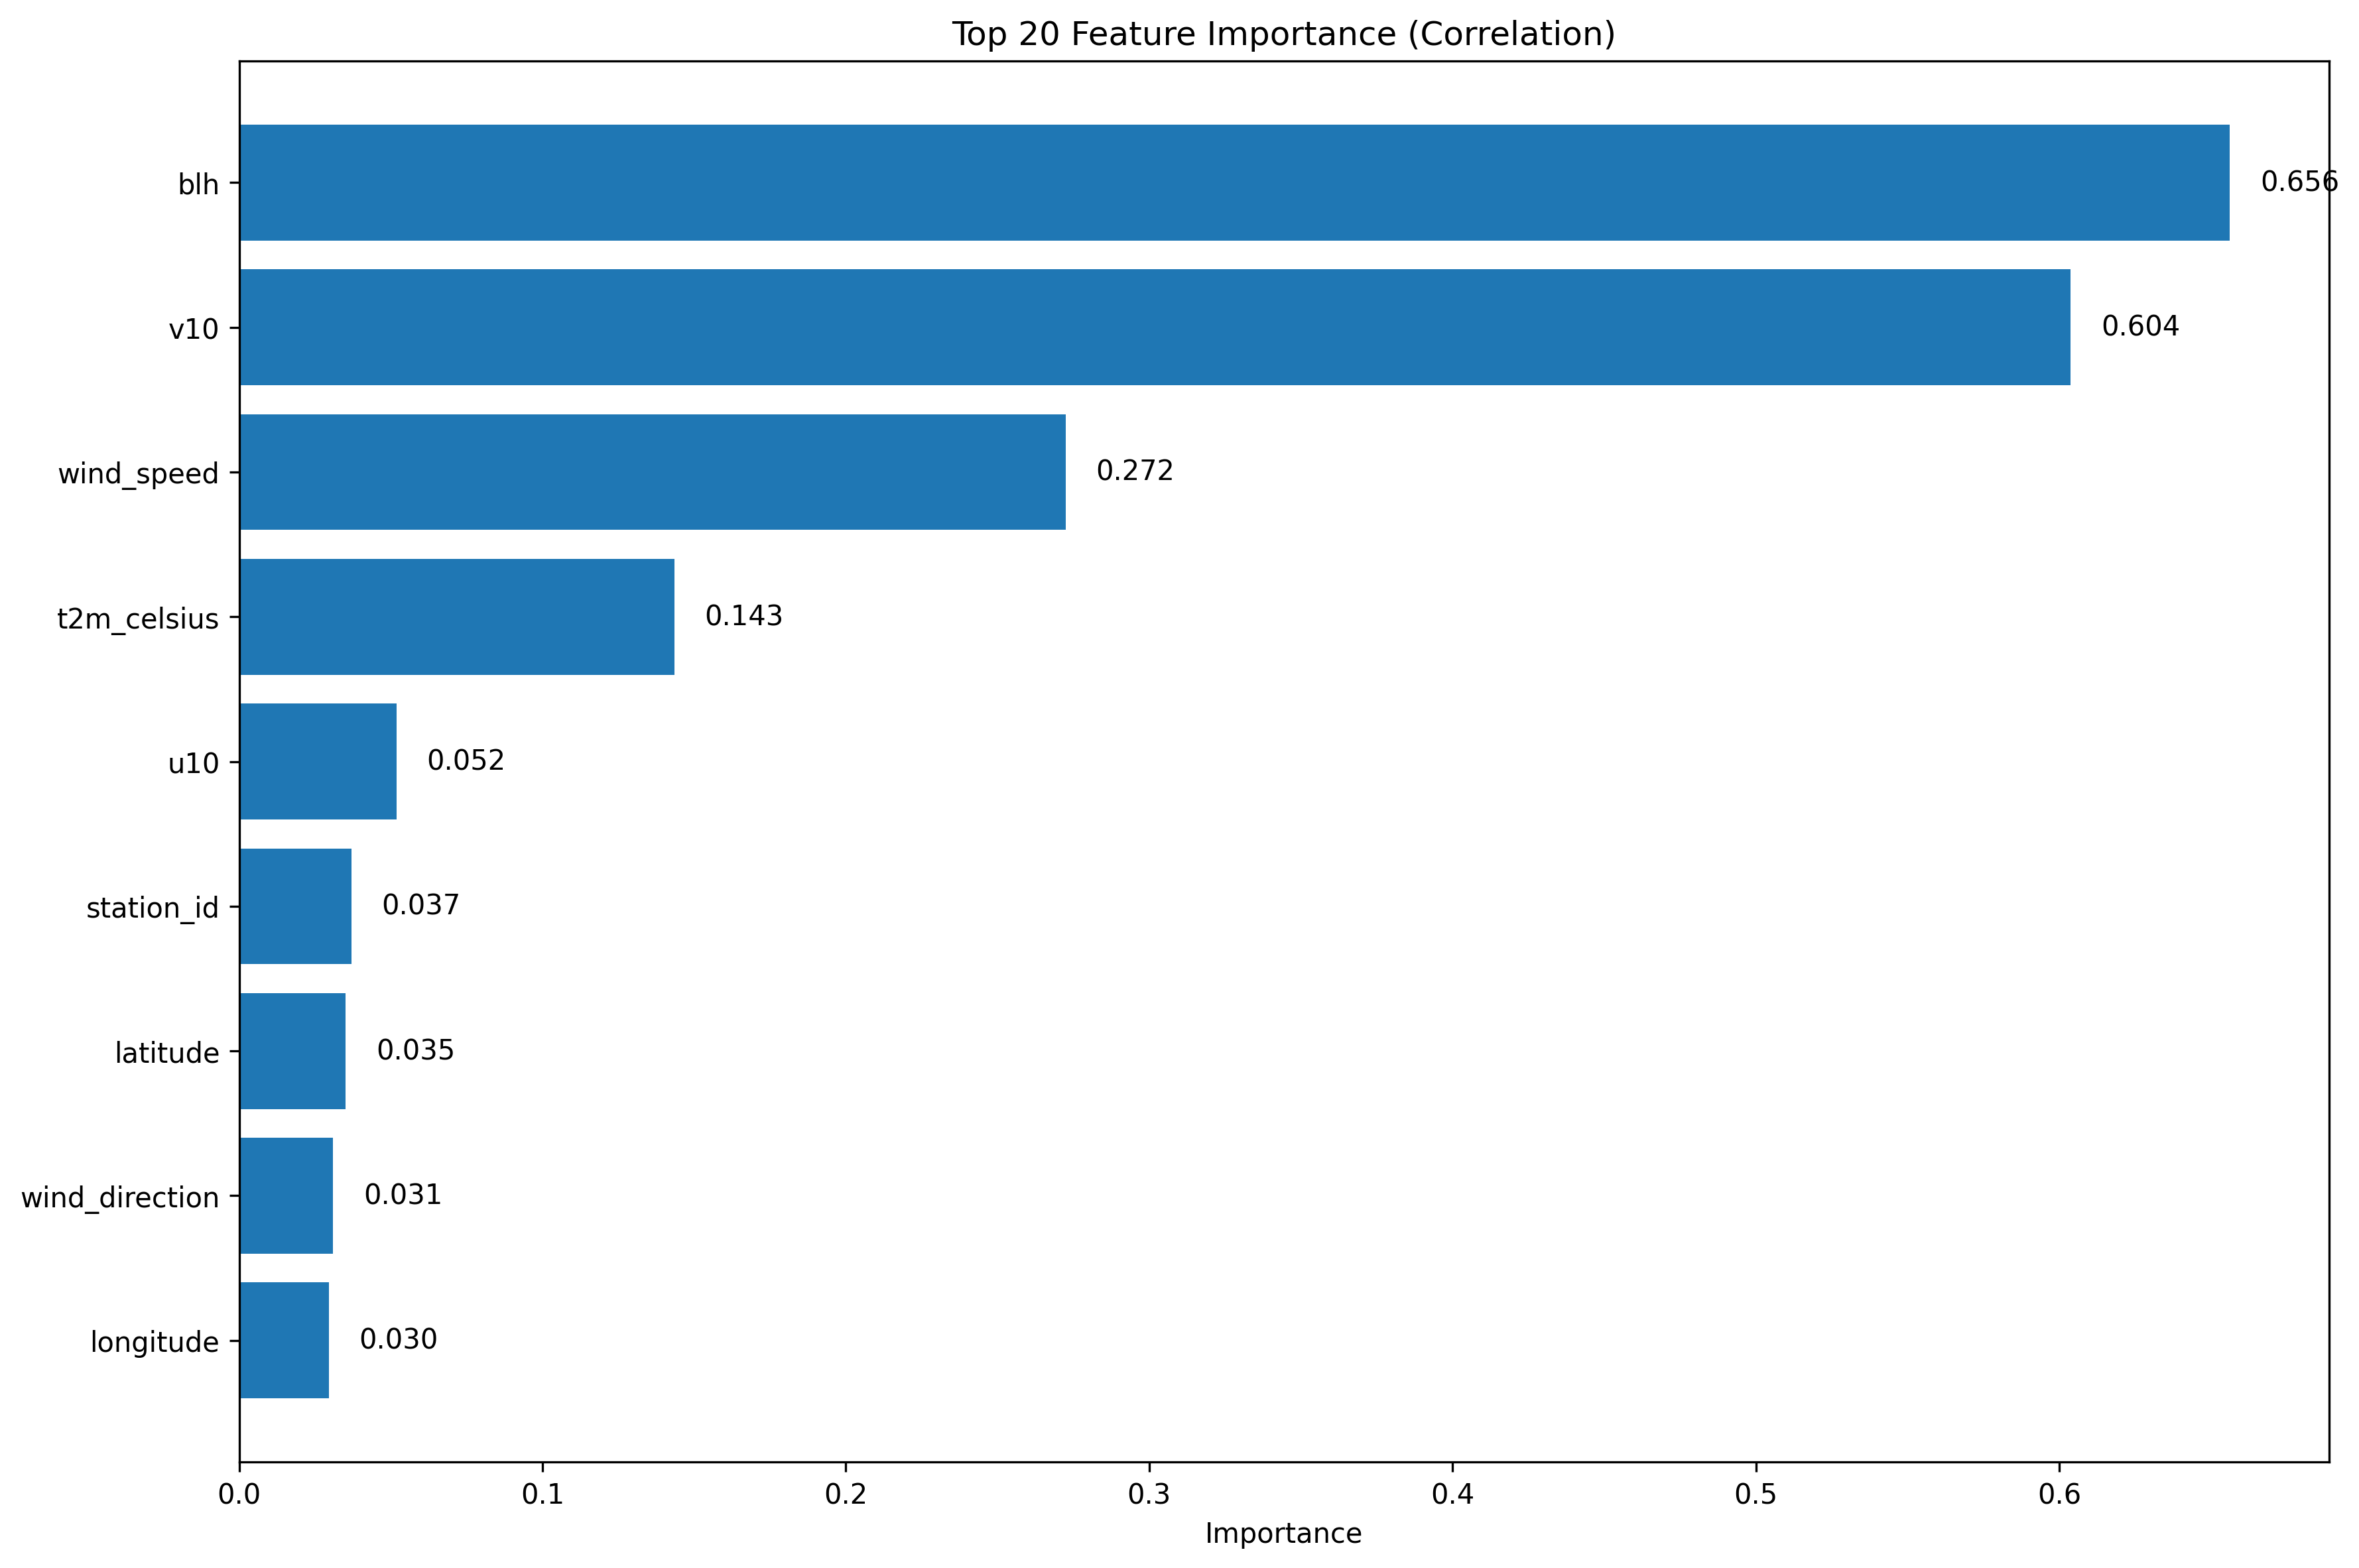 Top 20 Feature Importance (Correlation)
blh 0.656
v10 0.604
wind_speed 0.272
t2m_celsius 0.143
u10 0.052
station_id 0.037
latitude 0.035
wind_direction 0.031
longitude 0.030
0.0 0.1 0.2 0.3 0.4 0.5 0.6
Importance